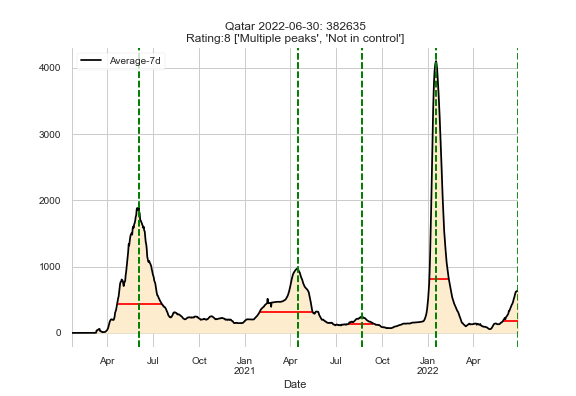 Qatar 2022-06-30: 382635
Rating:8 ['Multiple peaks', 'Not in control']
Average-7d
4000
3000
2000
1000
0
Apr
Jul
Oct
Jan
2021
Apr
Jul
Oct
Jan
2022
Apr
Date